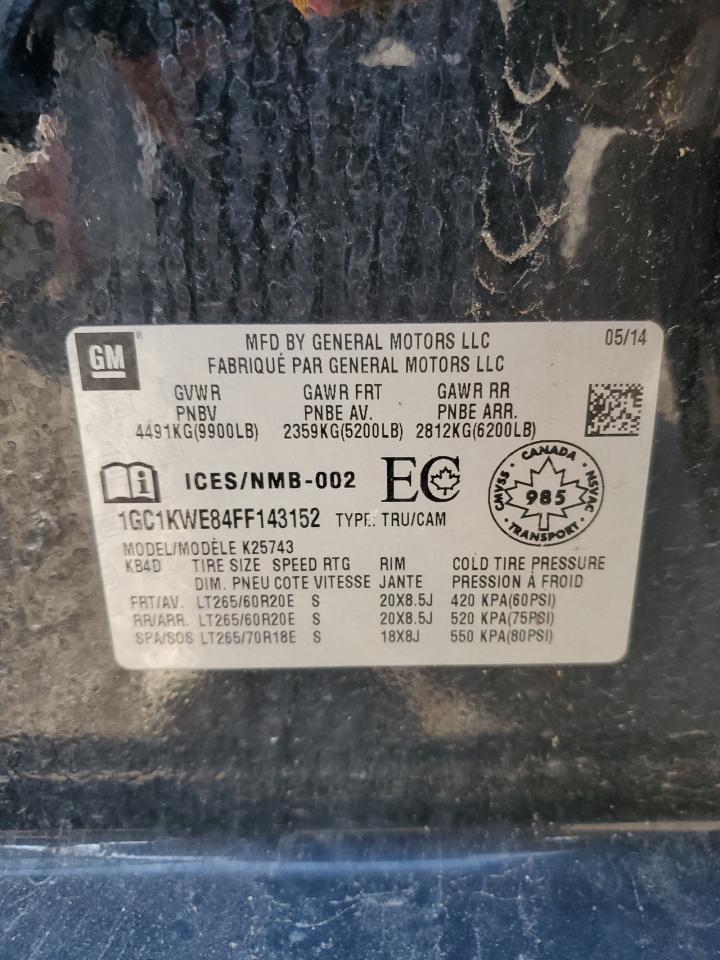 GM
MFD BY GENERAL MOTORS LLC 05/14
FABRIQUÉ PAR GENERAL MOTORS LLC
GVWR GAWR FRT GAWR RR
PNBV PNBE AV. PNBE ARR.
4491KG(9900LB) 2359KG(5200LB) 2812KG(6200LB)
i ICES/NMB-002 EC
CANADA CMVSS NSVAC 985 TRANSPORT
1GC1KWE84FF143152 TYPE: TRU/CAM
MODEL/MODÈLE K25743
KB4D TIRE SIZE SPEED RTG RIM COLD TIRE PRESSURE
DIM. PNEU COTE VITESSE JANTE PRESSION À FROID
FRT/AV. LT265/60R20E S 20X8.5J 420 KPA(60PSI)
RR/ARR. LT265/60R20E S 20X8.5J 520 KPA(75PSI)
SPA/SOS LT265/70R18E S 18X8J 550 KPA(80PSI)